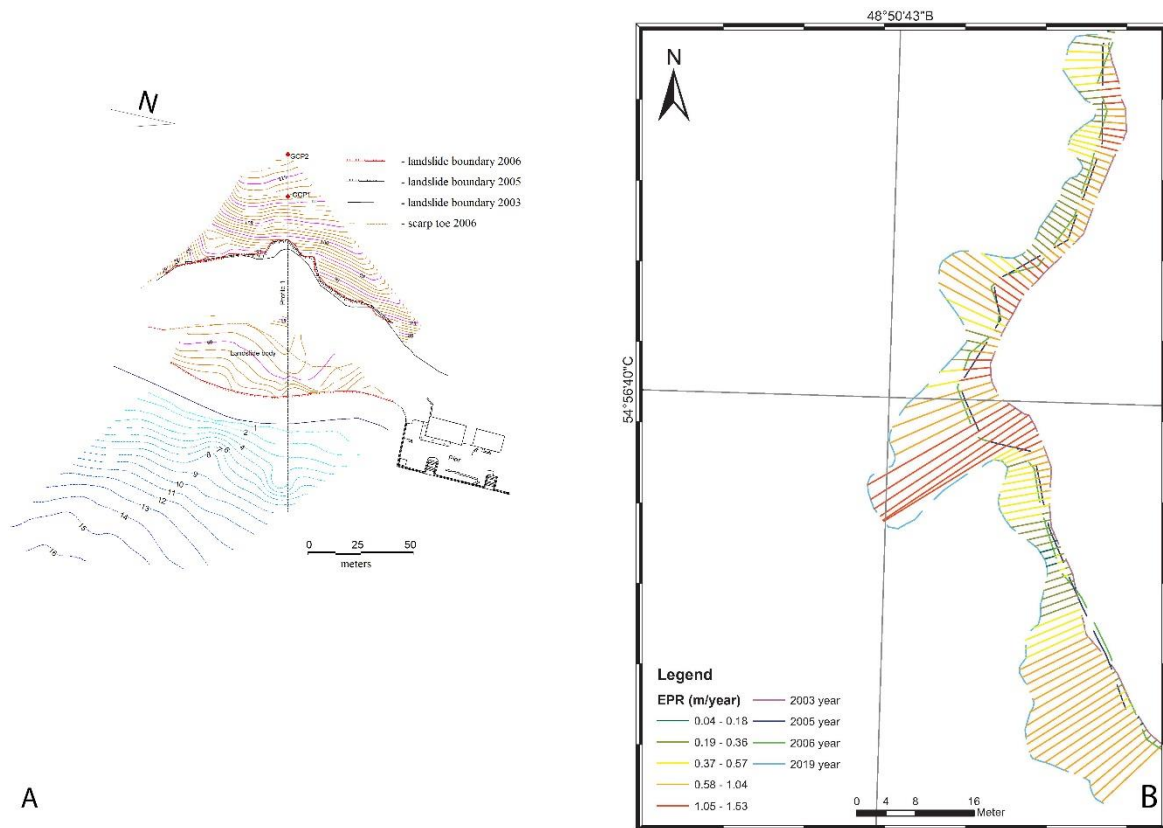 N
GCP2
GCP1
- landslide boundary 2006
- landslide boundary 2005
- landslide boundary 2003
- scarp toe 2006
Profile 1
Landslide body
1
2
4
6
7
8
9
10
11
12
13
14
15
16
Pier
0 25 50
meters
A
48°50'43"B
N
54°56'40"C
Legend
EPR (m/year)
0.04 - 0.18
0.19 - 0.36
0.37 - 0.57
0.58 - 1.04
1.05 - 1.53
2003 year
2005 year
2006 year
2019 year
0 4 8 16
Meter
B